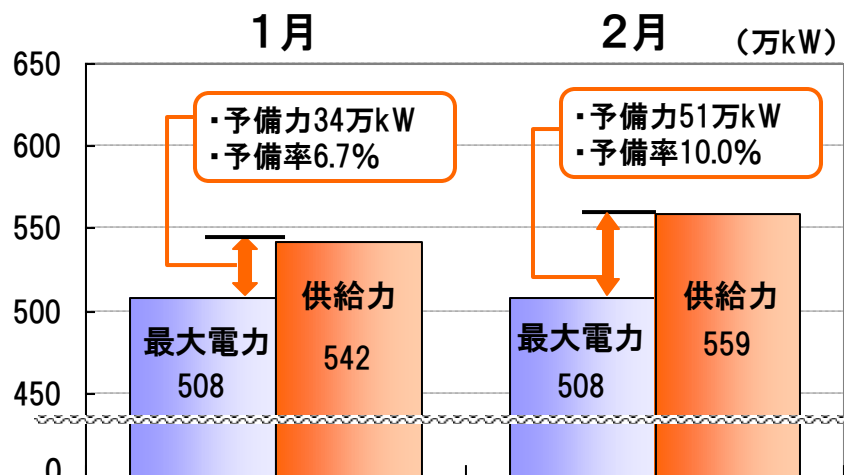 1月
2月
(万kW)
650
600
550
500
450
0
・予備力34万kW
・予備率6.7%
・予備力51万kW
・予備率10.0%
最大電力
508
供給力
542
最大電力
508
供給力
559